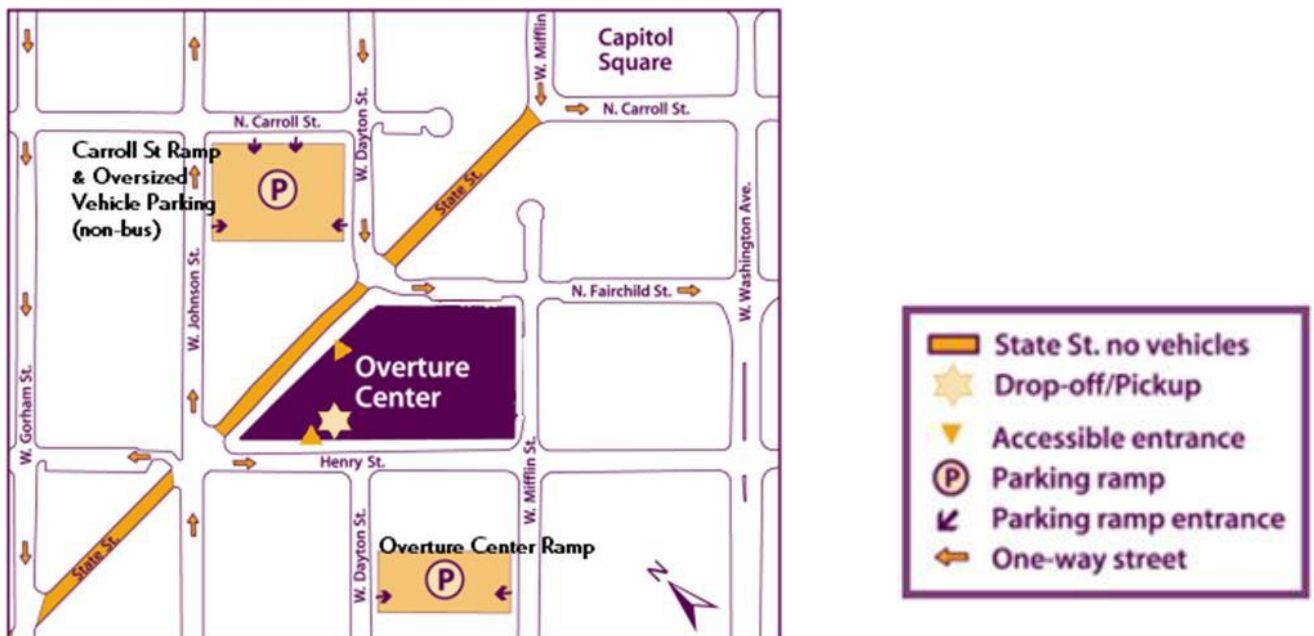 W. Mifflin
Capitol
Square
N. Carroll St.
N. Carroll St.
W. Dayton St.
Carroll St Ramp
& Oversized
Vehicle Parking
(non-bus)
P
State St.
W. Washington Ave.
W. Johnson St.
N. Fairchild St.
W. Gorham St.
Overture
Center
Henry St.
W. Mifflin St.
State St.
W. Dayton St.
Overture Center Ramp
P
N
State St. no vehicles
Drop-off/Pickup
Accessible entrance
P Parking ramp
Parking ramp entrance
One-way street